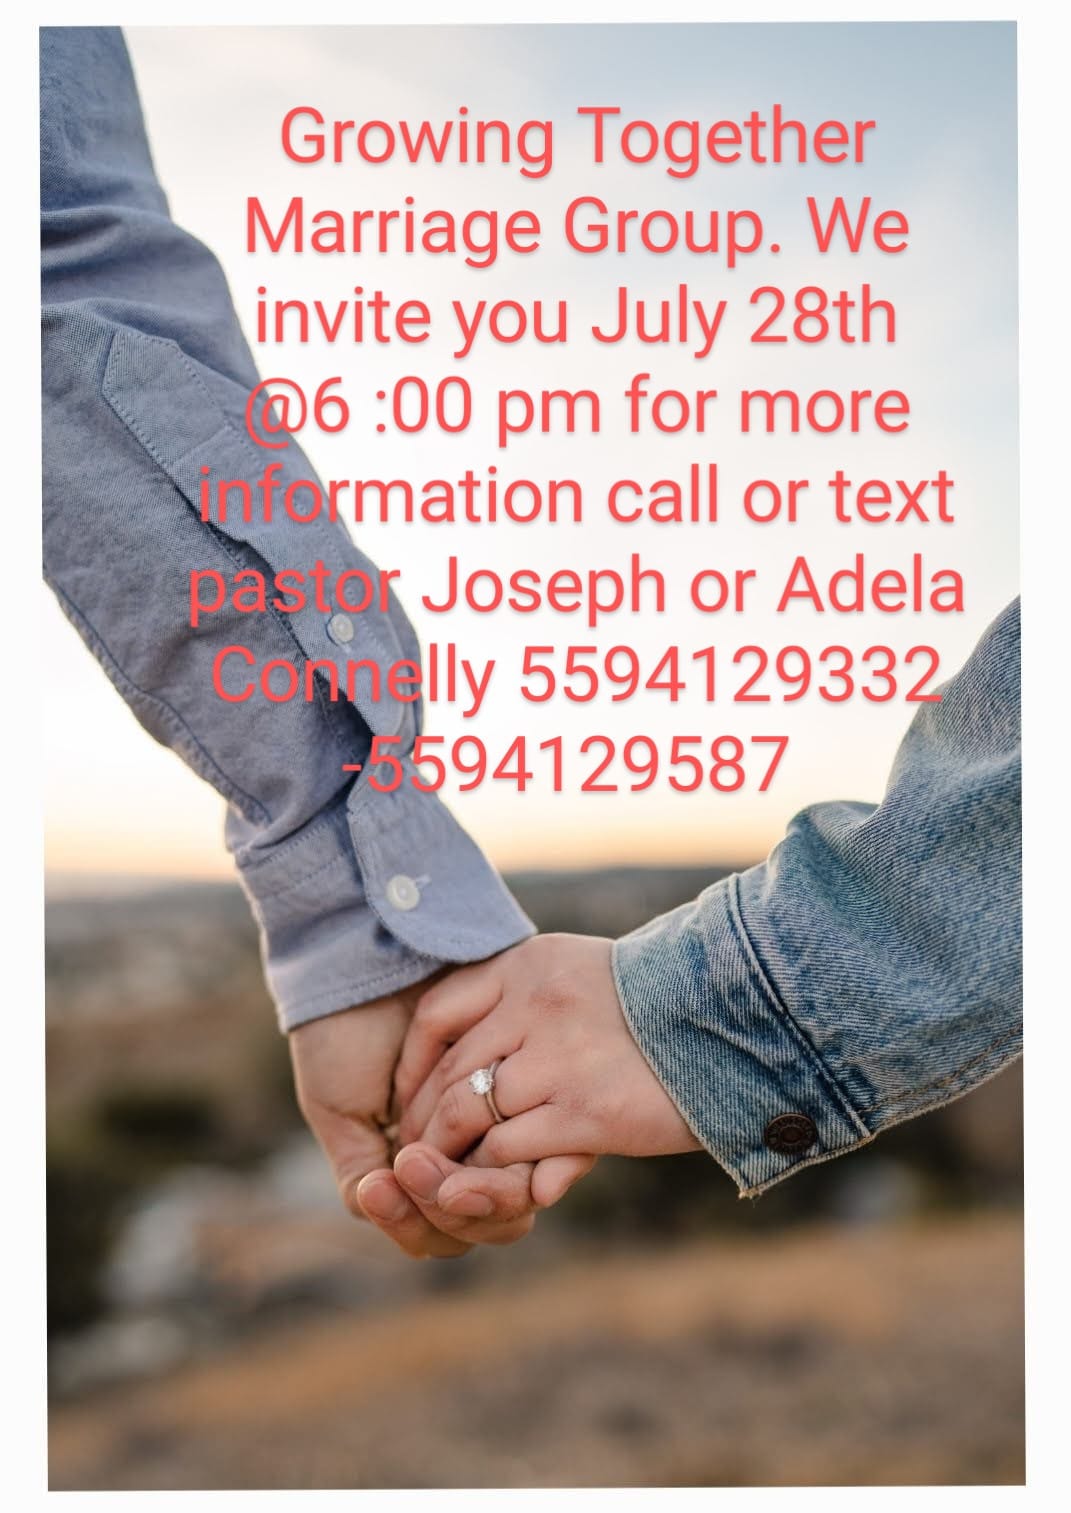 Growing Together
Marriage Group. We
invite you July 28th
@6 :00 pm for more
information call or text
pastor Joseph or Adela
Connelly 5594129332
-5594129587